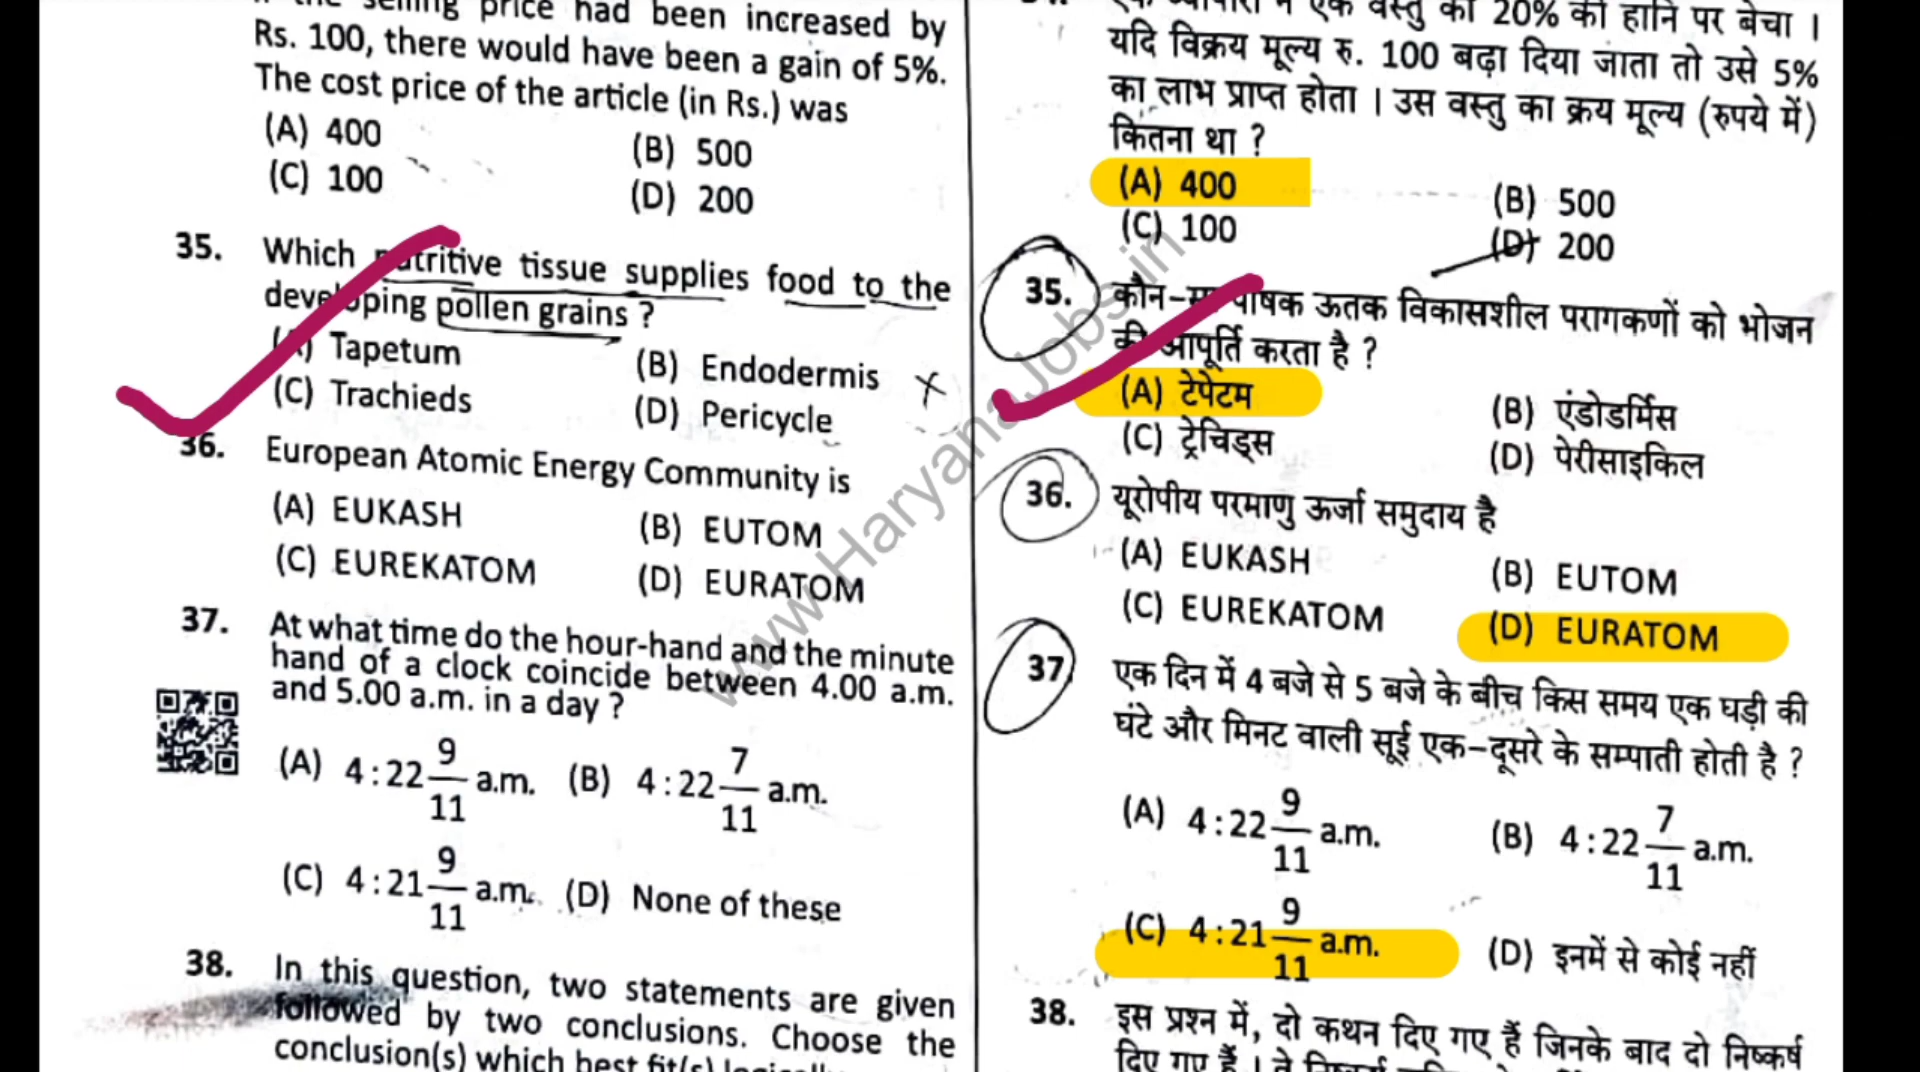 selling price had been increased by
Rs. 100, there would have been a gain of 5%.
The cost price of the article (in Rs.) was
(A) 400 (B) 500
(C) 100 (D) 200
35. Which nutritive tissue supplies food to the
developing pollen grains ?
(A) Tapetum (B) Endodermis
(C) Trachieds (D) Pericycle
36. European Atomic Energy Community is
(A) EUKASH (B) EUTOM
(C) EUREKATOM (D) EURATOM
37. At what time do the hour-hand and the minute
hand of a clock coincide between 4.00 a.m.
and 5.00 a.m. in a day ?
(A) 4 : 22 9/11 a.m. (B) 4 : 22 7/11 a.m.
(C) 4 : 21 9/11 a.m. (D) None of these
38. In this question, two statements are given
followed by two conclusions. Choose the
conclusion(s) which best fit(s)
एक व्यापारी ने एक वस्तु को 20% की हानि पर बेचा ।
यदि विक्रय मूल्य रु. 100 बढ़ा दिया जाता तो उसे 5%
का लाभ प्राप्त होता । उस वस्तु का क्रय मूल्य (रुपये में)
कितना था ?
(A) 400 (B) 500
(C) 100 (D) 200
35. कौन-सा पोषक ऊतक विकासशील परागकणों को भोजन
की आपूर्ति करता है ?
(A) टेपेटम (B) एंडोडर्मिस
(C) ट्रेचिड्स (D) पेरीसाइकिल
36. यूरोपीय परमाणु ऊर्जा समुदाय है
(A) EUKASH (B) EUTOM
(C) EUREKATOM (D) EURATOM
37. एक दिन में 4 बजे से 5 बजे के बीच किस समय एक घड़ी की
घंटे और मिनट वाली सूई एक-दूसरे के सम्पाती होती है ?
(A) 4 : 22 9/11 a.m. (B) 4 : 22 7/11 a.m.
(C) 4 : 21 9/11 a.m. (D) इनमें से कोई नहीं
38. इस प्रश्न में, दो कथन दिए गए हैं जिनके बाद दो निष्कर्ष
दिए गए हैं ।
www.HaryanaJobs.in